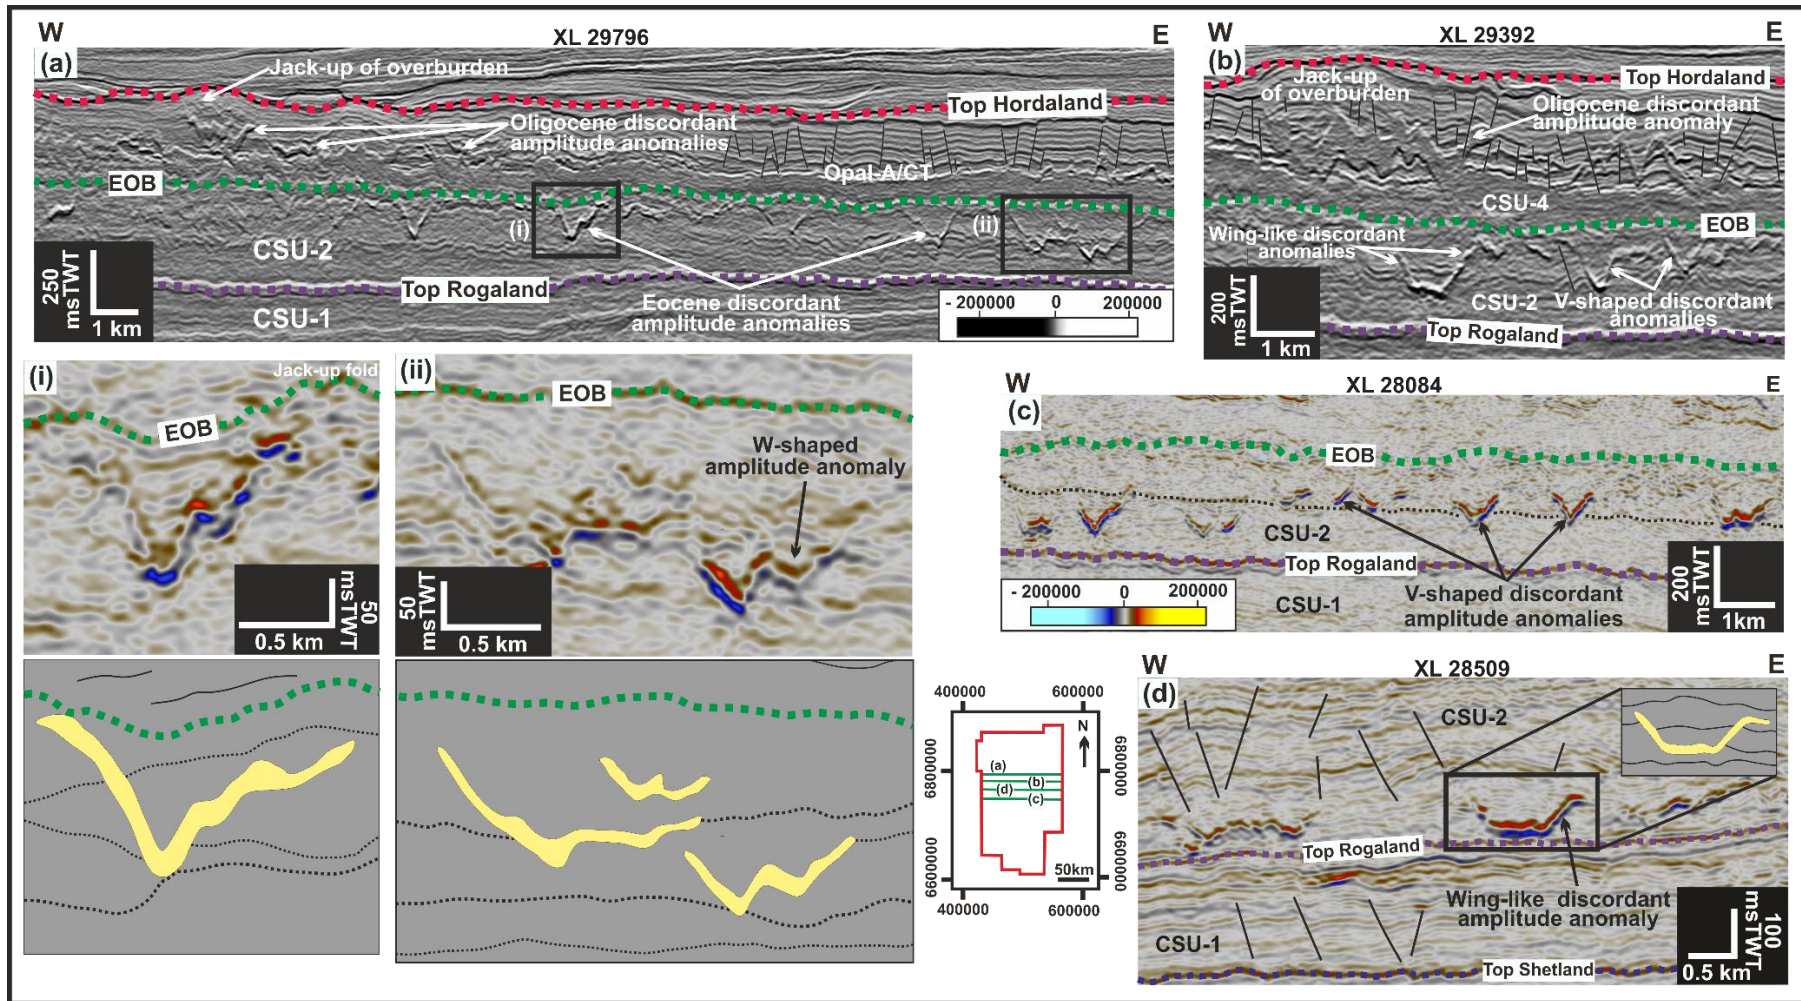 W
XL 29796
E
(a)
Jack-up of overburden
Top Hordaland
Oligocene discordant
amplitude anomalies
Opal-A/CT
EOB
(i)
(ii)
CSU-2
Top Rogaland
Eocene discordant
amplitude anomalies
CSU-1
250
msTWT
1 km
- 200000 0 200000
W
XL 29392
E
(b)
Jack-up
of overburden
Top Hordaland
Oligocene discordant
amplitude anomaly
CSU-4
EOB
Wing-like discordant
anomalies
CSU-2
V-shaped discordant
anomalies
Top Rogaland
200
msTWT
1 km
(i)
Jack-up fold
EOB
0.5 km
50
msTWT
(ii)
EOB
W-shaped
amplitude anomaly
50
msTWT
0.5 km
W
XL 28084
E
(c)
EOB
CSU-2
Top Rogaland
CSU-1
V-shaped discordant
amplitude anomalies
- 200000 0 200000
200
msTWT
1km
400000 600000
N
(a)
(b)
(d)
(c)
6800000
6800000
6600000
6600000
50km
400000 600000
W
XL 28509
E
(d)
CSU-2
Top Rogaland
Wing-like discordant
amplitude anomaly
CSU-1
Top Shetland
100
msTWT
0.5 km